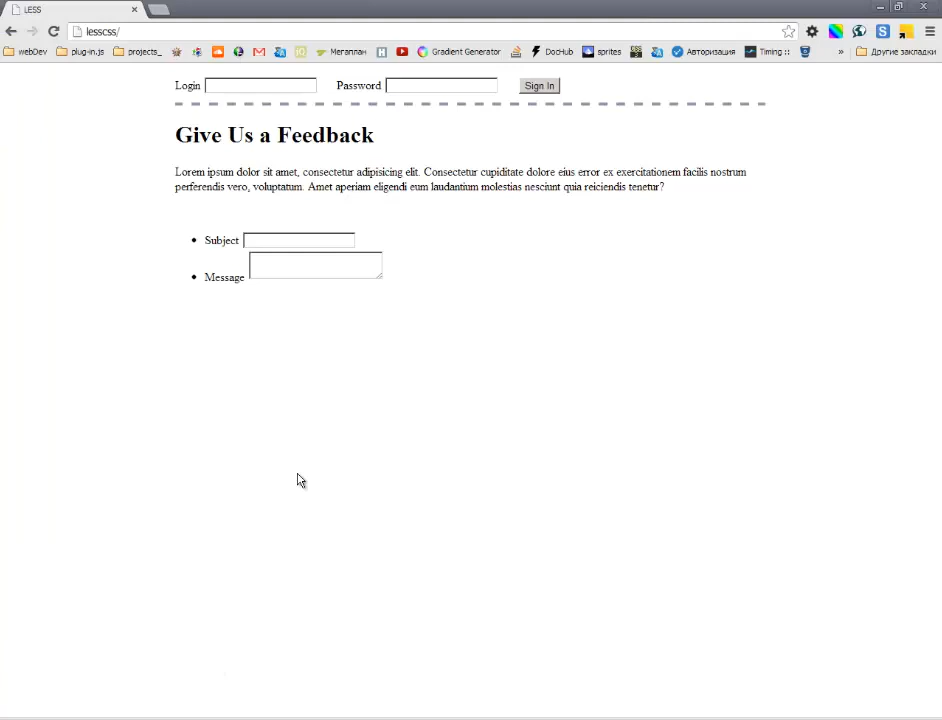 LESS
lesscss/
webDev plug-in.js projects_ Мегаплан Gradient Generator DocHub sprites Авторизация Timing :: » Другие закладки
Login Password Sign In
Give Us a Feedback
Lorem ipsum dolor sit amet, consectetur adipisicing elit. Consectetur cupiditate dolore eius error ex exercitationem facilis nostrum
perferendis vero, voluptatum. Amet aperiam eligendi eum laudantium molestias nesciunt quia reiciendis tenetur?
Subject
Message